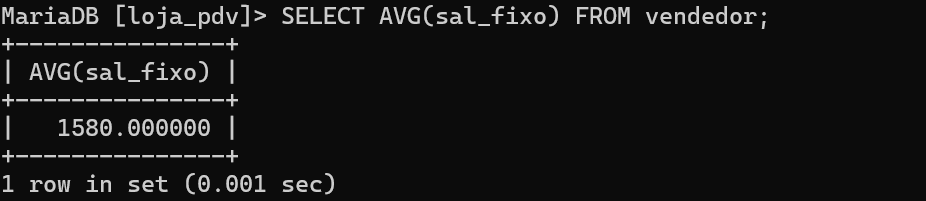 MariaDB [loja_pdv]> SELECT AVG(sal_fixo) FROM vendedor;
+---------------+
| AVG(sal_fixo) |
+---------------+
|   1580.000000 |
+---------------+
1 row in set (0.001 sec)